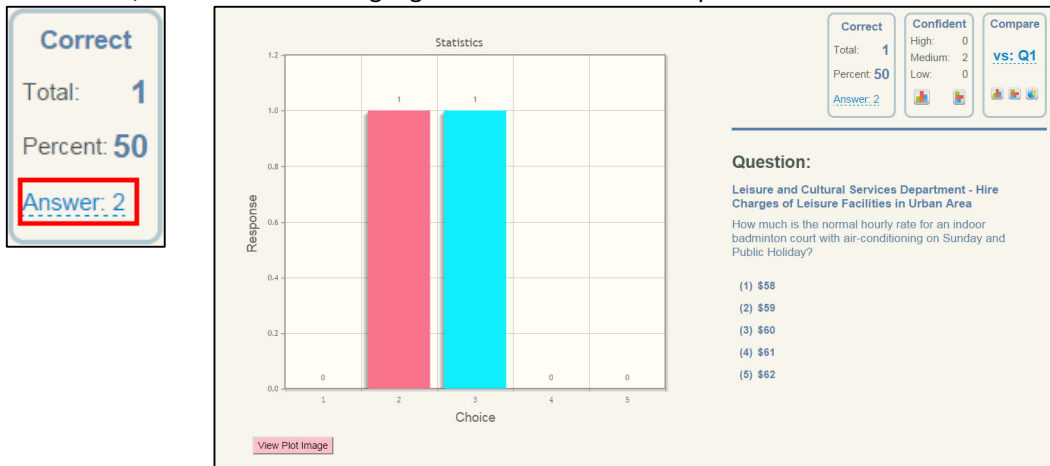 Correct
Total: 1
Percent: 50
Answer: 2
Statistics
1.2
1.0
0.8
0.6
0.4
0.2
0.0
Response
0
1
1
0
0
1
2
3
4
5
Choice
View Plot Image
Correct
Total: 1
Percent: 50
Answer: 2
Confident
High: 0
Medium: 2
Low: 0
Compare
vs: Q1
Question:
Leisure and Cultural Services Department - Hire
Charges of Leisure Facilities in Urban Area
How much is the normal hourly rate for an indoor
badminton court with air-conditioning on Sunday and
Public Holiday?
(1) $58
(2) $59
(3) $60
(4) $61
(5) $62